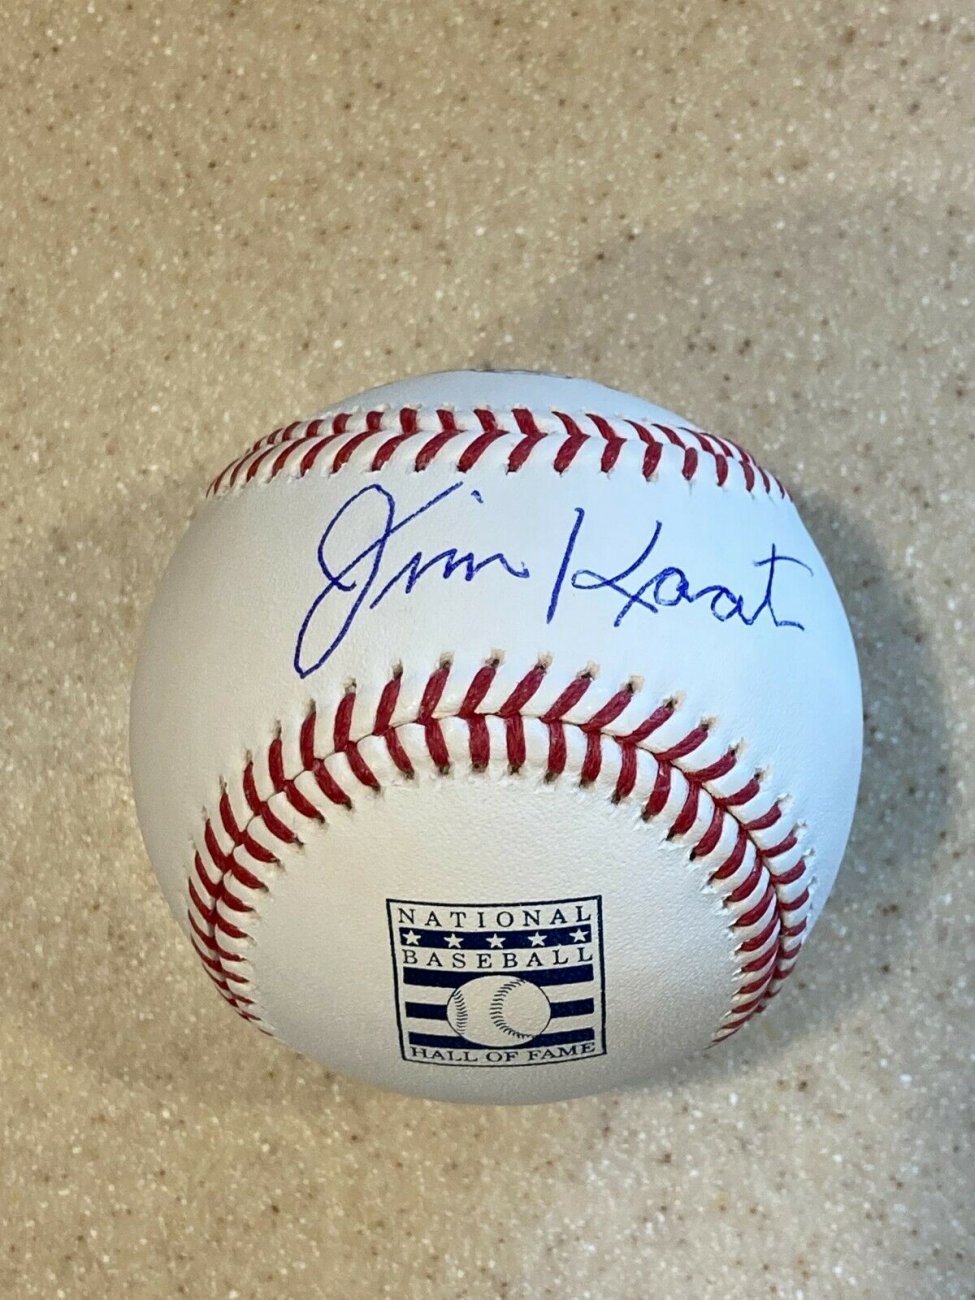 Jim Kaat
NATIONAL
BASEBALL
HALL OF FAME